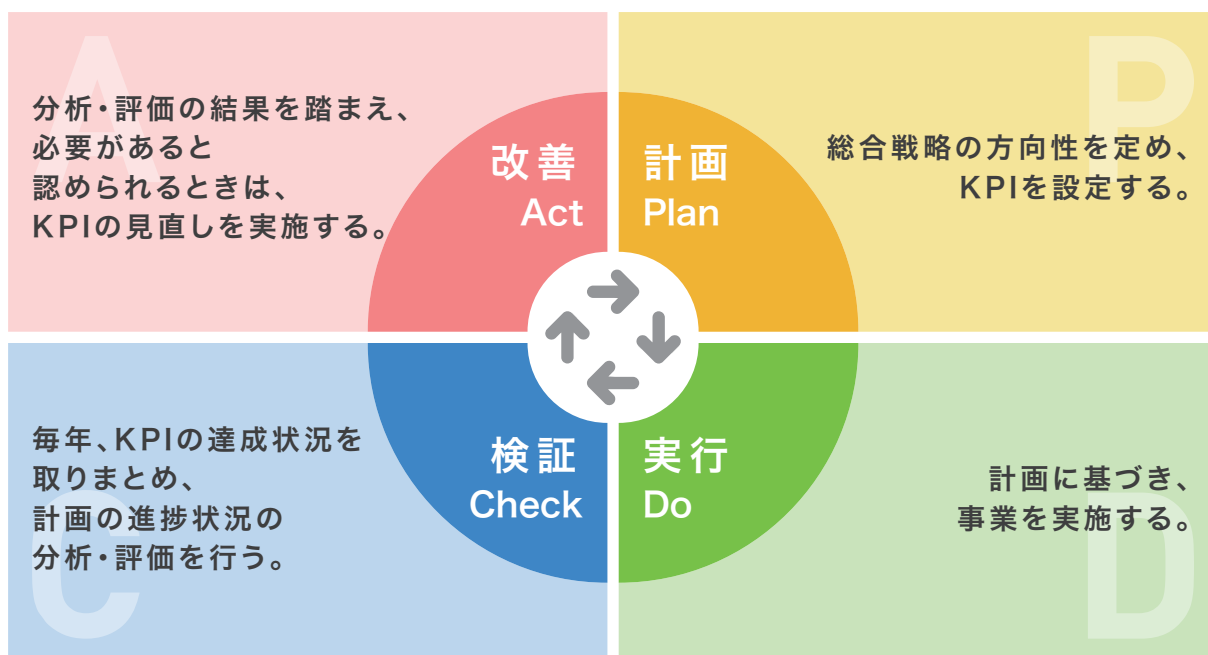 A
分析・評価の結果を踏まえ、
必要があると
認められるときは、
KPIの見直しを実施する。
改善
Act
P
計画
Plan
総合戦略の方向性を定め、
KPIを設定する。
C
毎年、KPIの達成状況を
取りまとめ、
計画の進捗状況の
分析・評価を行う。
検証
Check
D
実行
Do
計画に基づき、
事業を実施する。